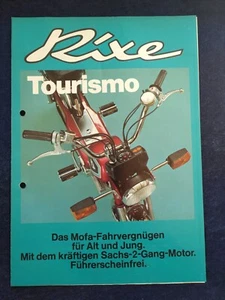 Rixe
Tourismo
Das Mofa-Fahrvergnügen
für Alt und Jung.
Mit dem kräftigen Sachs-2-Gang-Motor.
Führerscheinfrei.